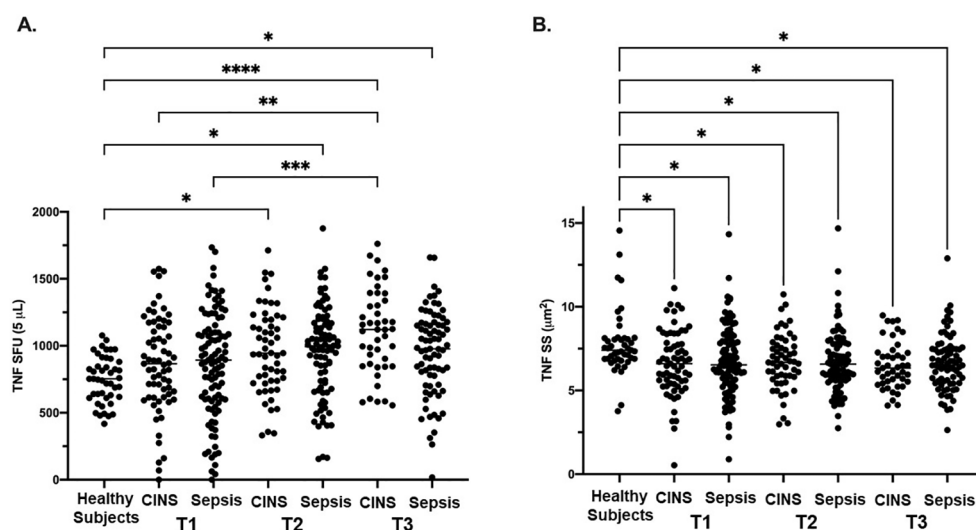 A.
*
****
**
*
***
*
2000
1500
1000
500
0
TNF SFU (5 μL)
Healthy Subjects
CINS Sepsis CINS Sepsis CINS Sepsis
T1 T2 T3
B.
*
*
*
*
*
*
15
10
5
0
TNF SS (μm²)
Healthy Subjects
CINS Sepsis CINS Sepsis CINS Sepsis
T1 T2 T3